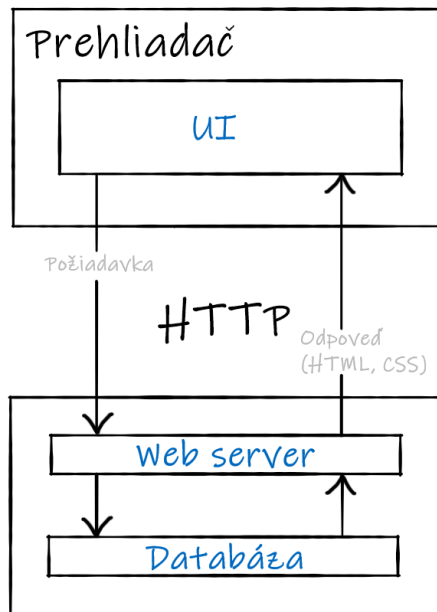 Prehliadač
UI
Požiadavka
HTTP
Odpoveď
(HTML, CSS)
Web server
Databáza